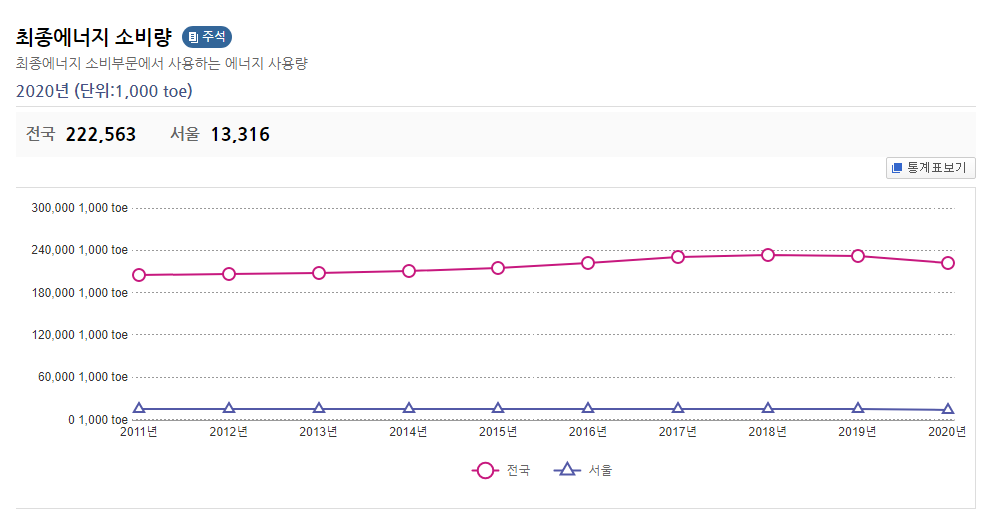 최종에너지 소비량 주석
최종에너지 소비부문에서 사용하는 에너지 사용량
2020년 (단위:1,000 toe)
전국 222,563 서울 13,316
통계표보기
300,000 1,000 toe
240,000 1,000 toe
180,000 1,000 toe
120,000 1,000 toe
60,000 1,000 toe
0 1,000 toe
2011년 2012년 2013년 2014년 2015년 2016년 2017년 2018년 2019년 2020년
전국 서울